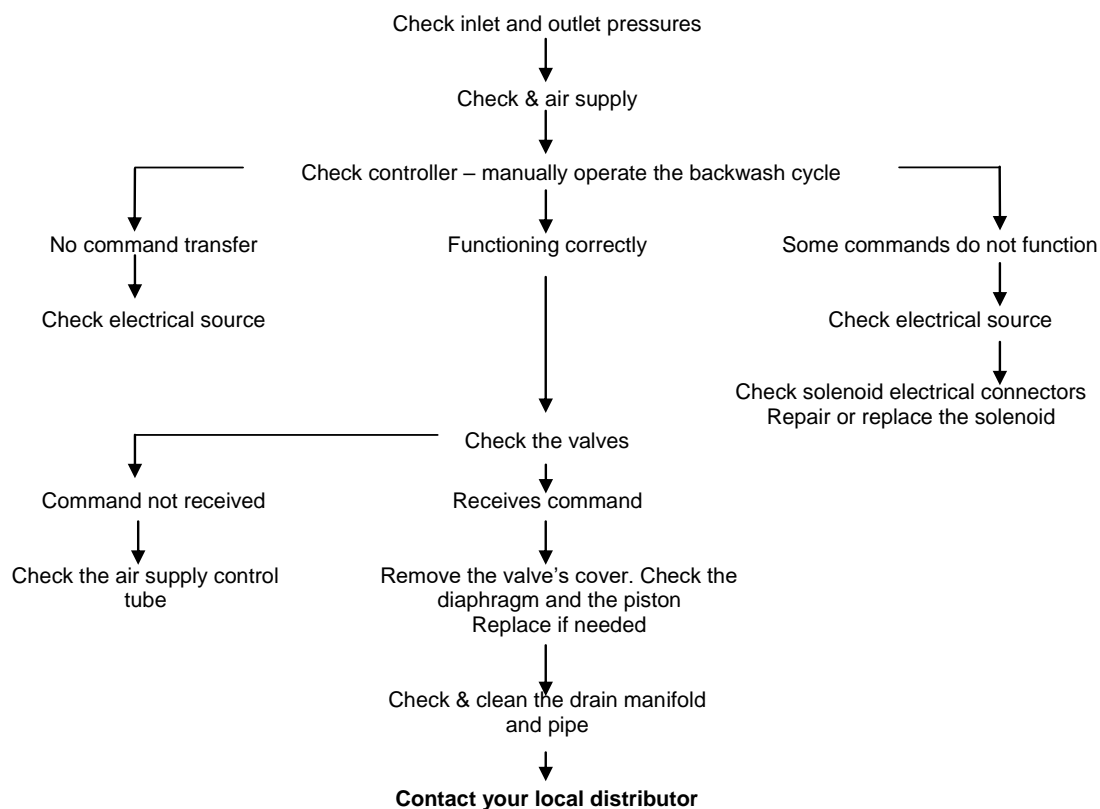 Check inlet and outlet pressures
Check & air supply
Check controller – manually operate the backwash cycle
No command transfer
Functioning correctly
Some commands do not function
Check electrical source
Check electrical source
Check solenoid electrical connectors
Repair or replace the solenoid
Check the valves
Command not received
Receives command
Check the air supply control
tube
Remove the valve’s cover. Check the
diaphragm and the piston
Replace if needed
Check & clean the drain manifold
and pipe
Contact your local distributor